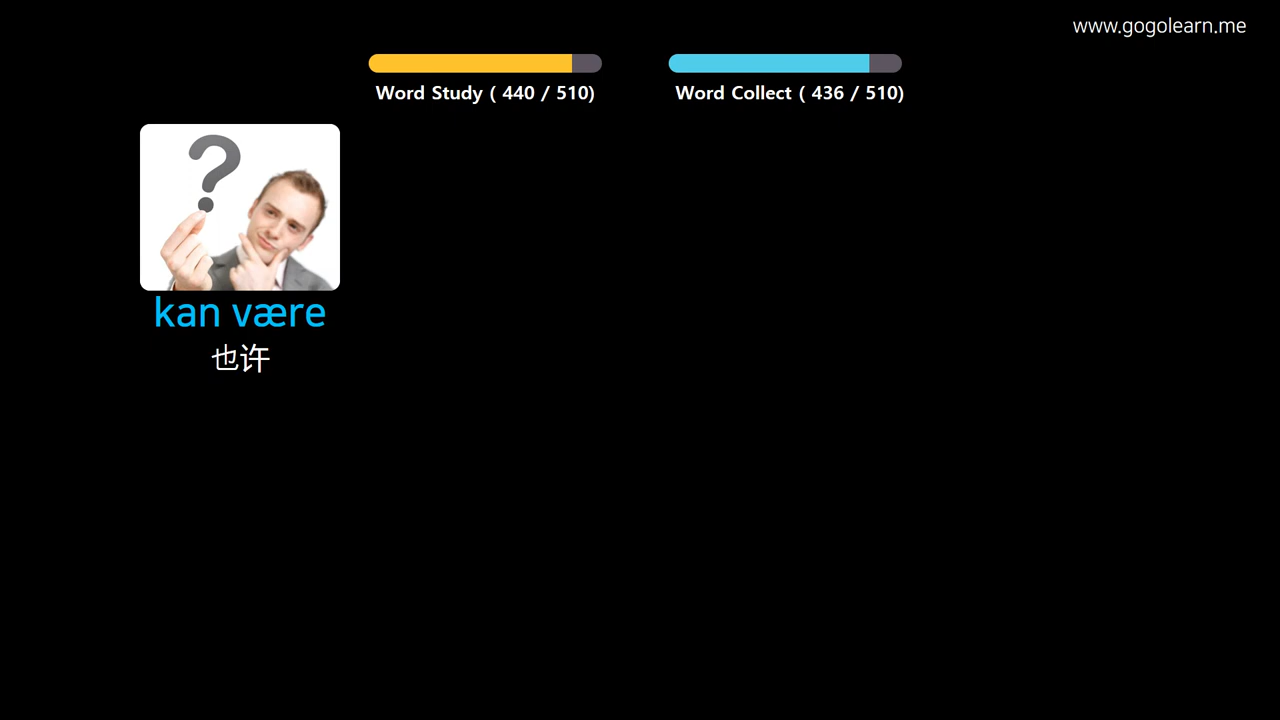 www.gogolearn.me
Word Study ( 440 / 510)
Word Collect ( 436 / 510)
?
kan være
也许